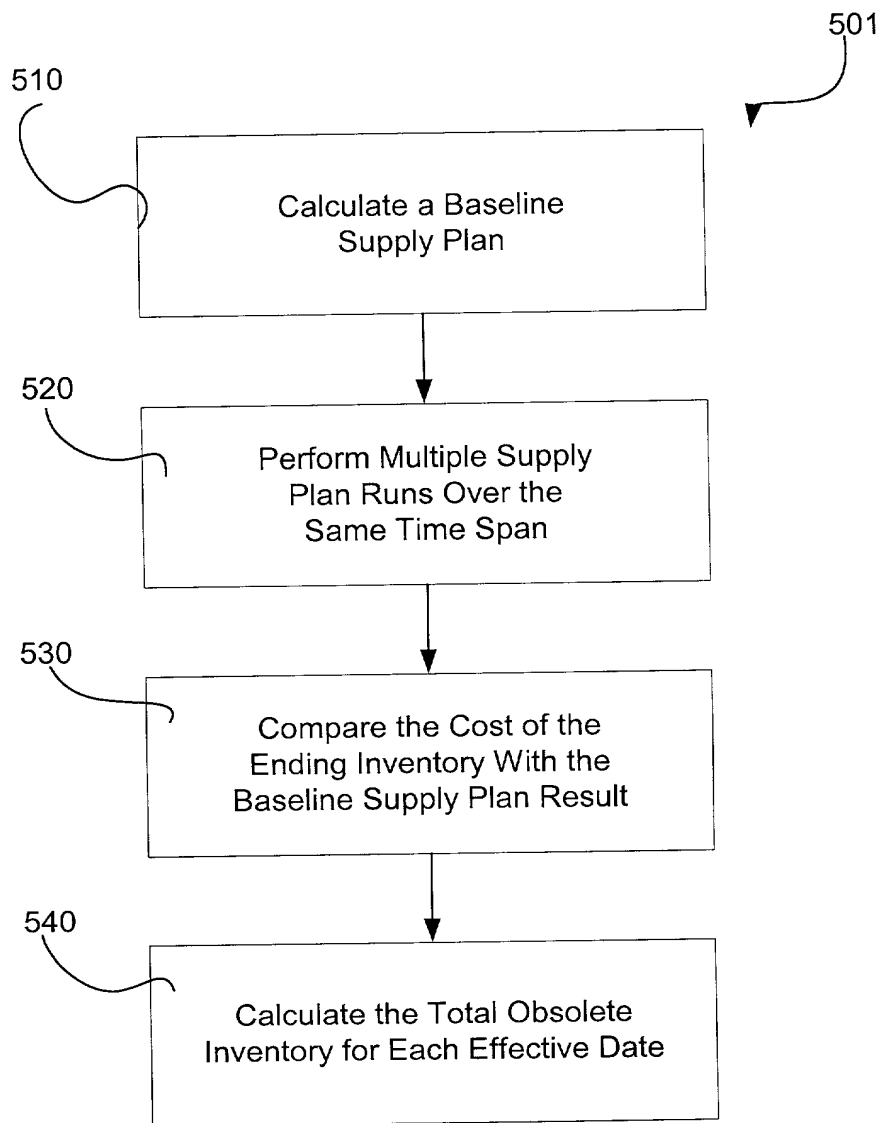 501
510
Calculate a Baseline
Supply Plan
520
Perform Multiple Supply
Plan Runs Over the
Same Time Span
530
Compare the Cost of the
Ending Inventory With the
Baseline Supply Plan Result
540
Calculate the Total Obsolete
Inventory for Each Effective Date